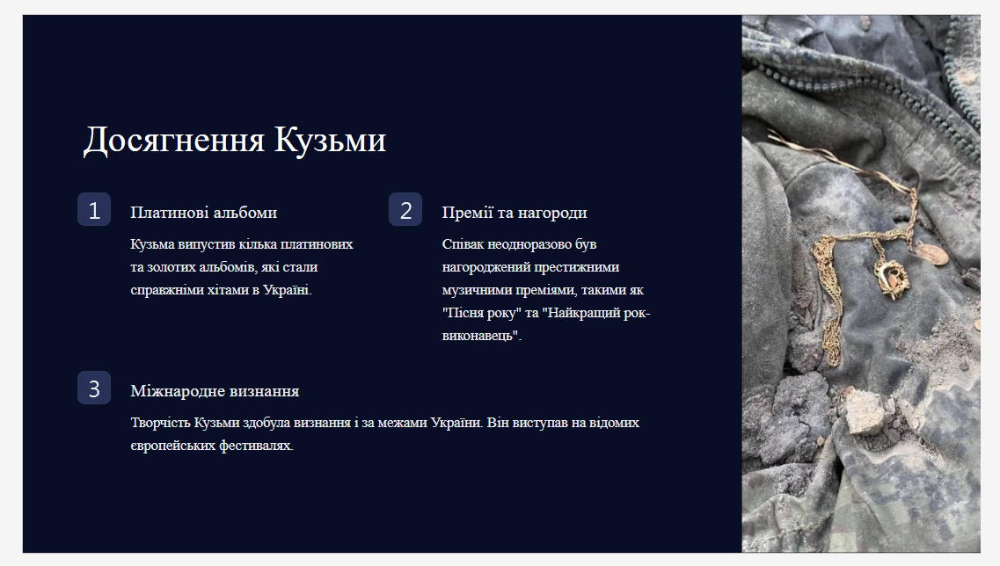 Досягнення Кузьми
1
Платинові альбоми
Кузьма випустив кілька платинових
та золотих альбомів, які стали
справжніми хітами в Україні.
2
Премії та нагороди
Співак неодноразово був
нагороджений престижними
музичними преміями, такими як
"Пісня року" та "Найкращий рок-
виконавець".
3
Міжнародне визнання
Творчість Кузьми здобула визнання і за межами України. Він виступав на відомих
європейських фестивалях.